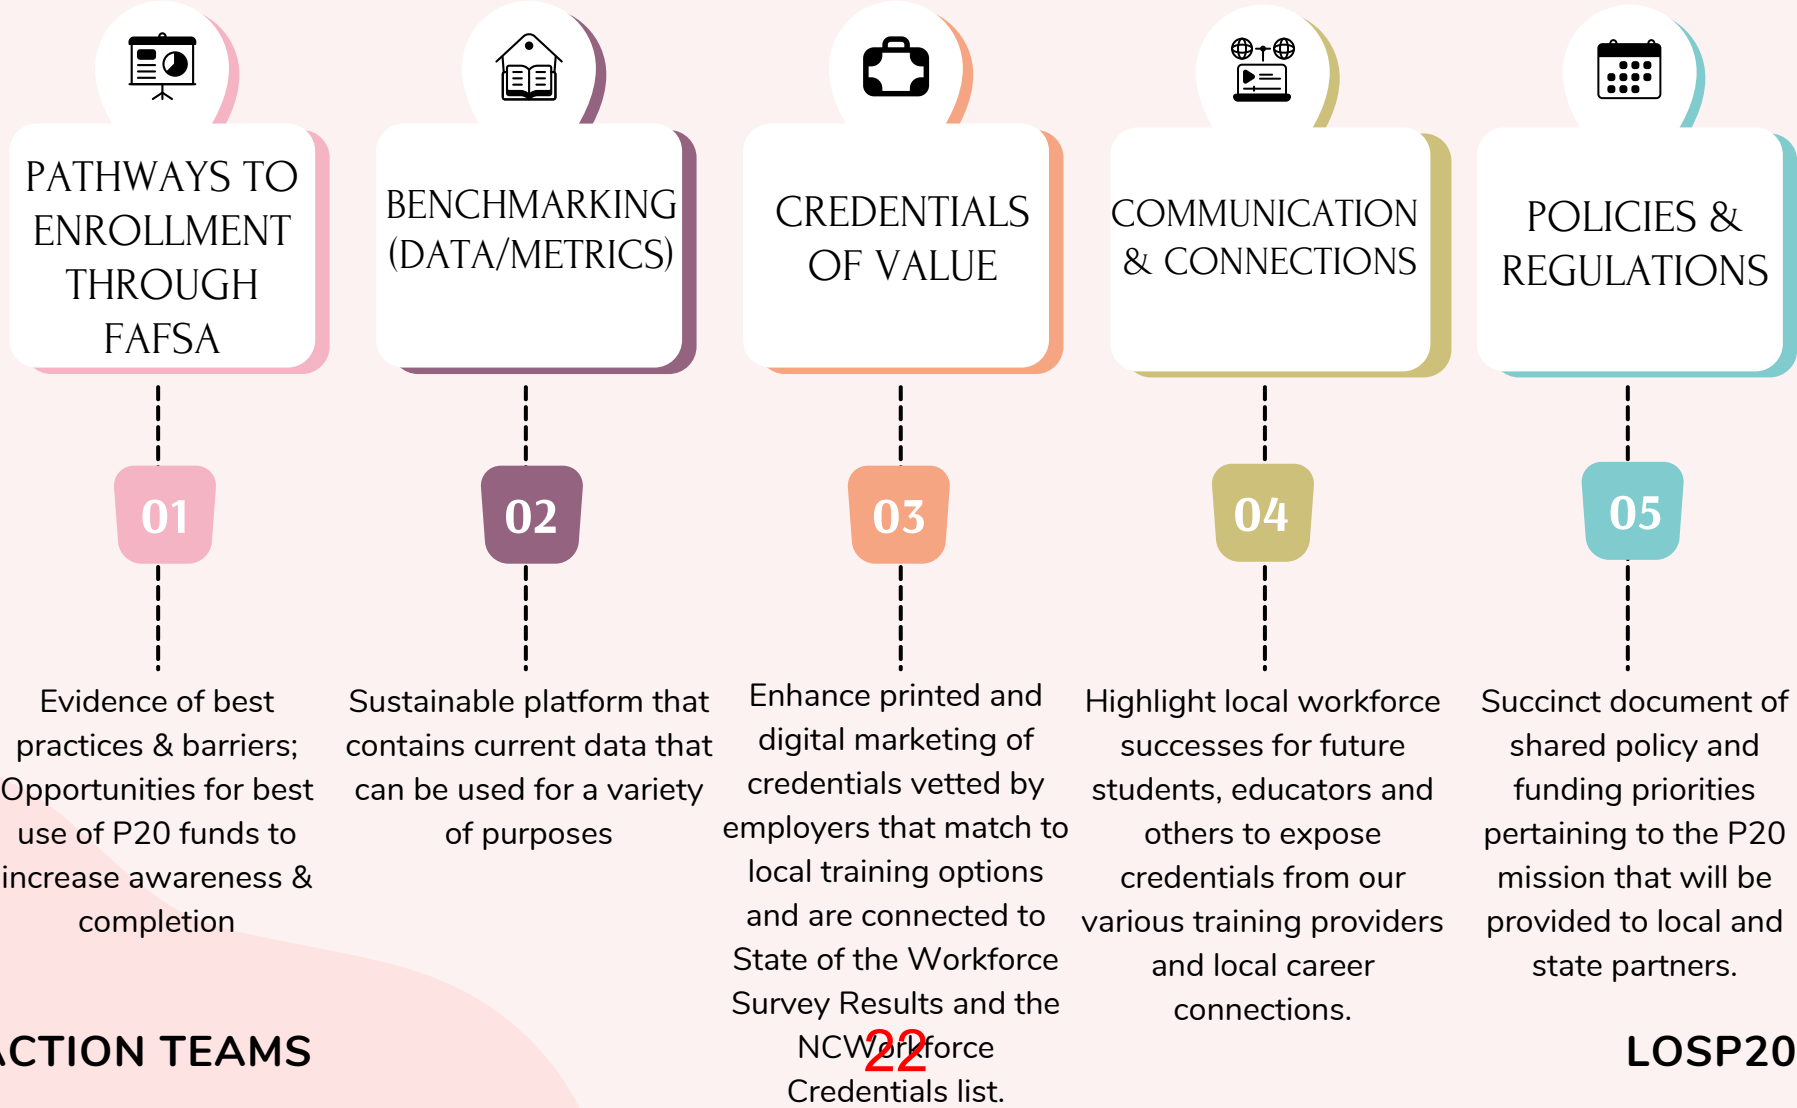 PATHWAYS TO
ENROLLMENT
THROUGH
FAFSA
BENCHMARKING
(DATA/METRICS)
CREDENTIALS
OF VALUE
COMMUNICATION
& CONNECTIONS
POLICIES &
REGULATIONS
01
02
03
04
05
Evidence of best
practices & barriers;
Opportunities for best
use of P20 funds to
increase awareness &
completion
Sustainable platform that
contains current data that
can be used for a variety
of purposes
Enhance printed and
digital marketing of
credentials vetted by
employers that match to
local training options
and are connected to
State of the Workforce
Survey Results and the
NCWorkforce
Credentials list.
Highlight local workforce
successes for future
students, educators and
others to expose
credentials from our
various training providers
and local career
connections.
Succinct document of
shared policy and
funding priorities
pertaining to the P20
mission that will be
provided to local and
state partners.
ACTION TEAMS
22
LOSP20